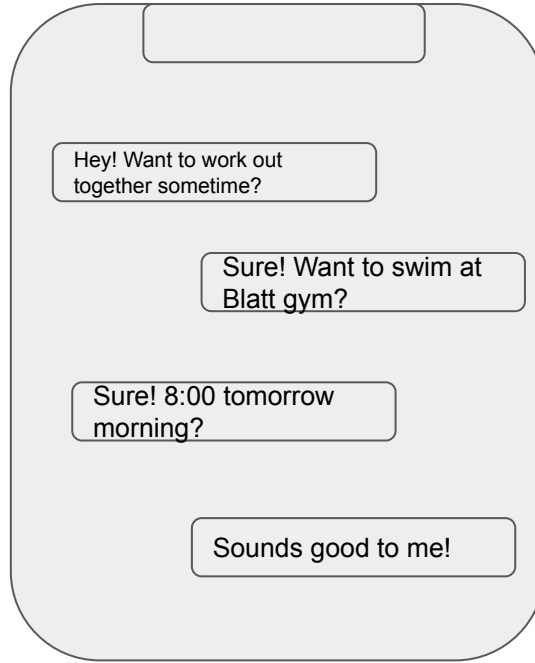 Hey! Want to work out
together sometime?
Sure! Want to swim at
Blatt gym?
Sure! 8:00 tomorrow
morning?
Sounds good to me!